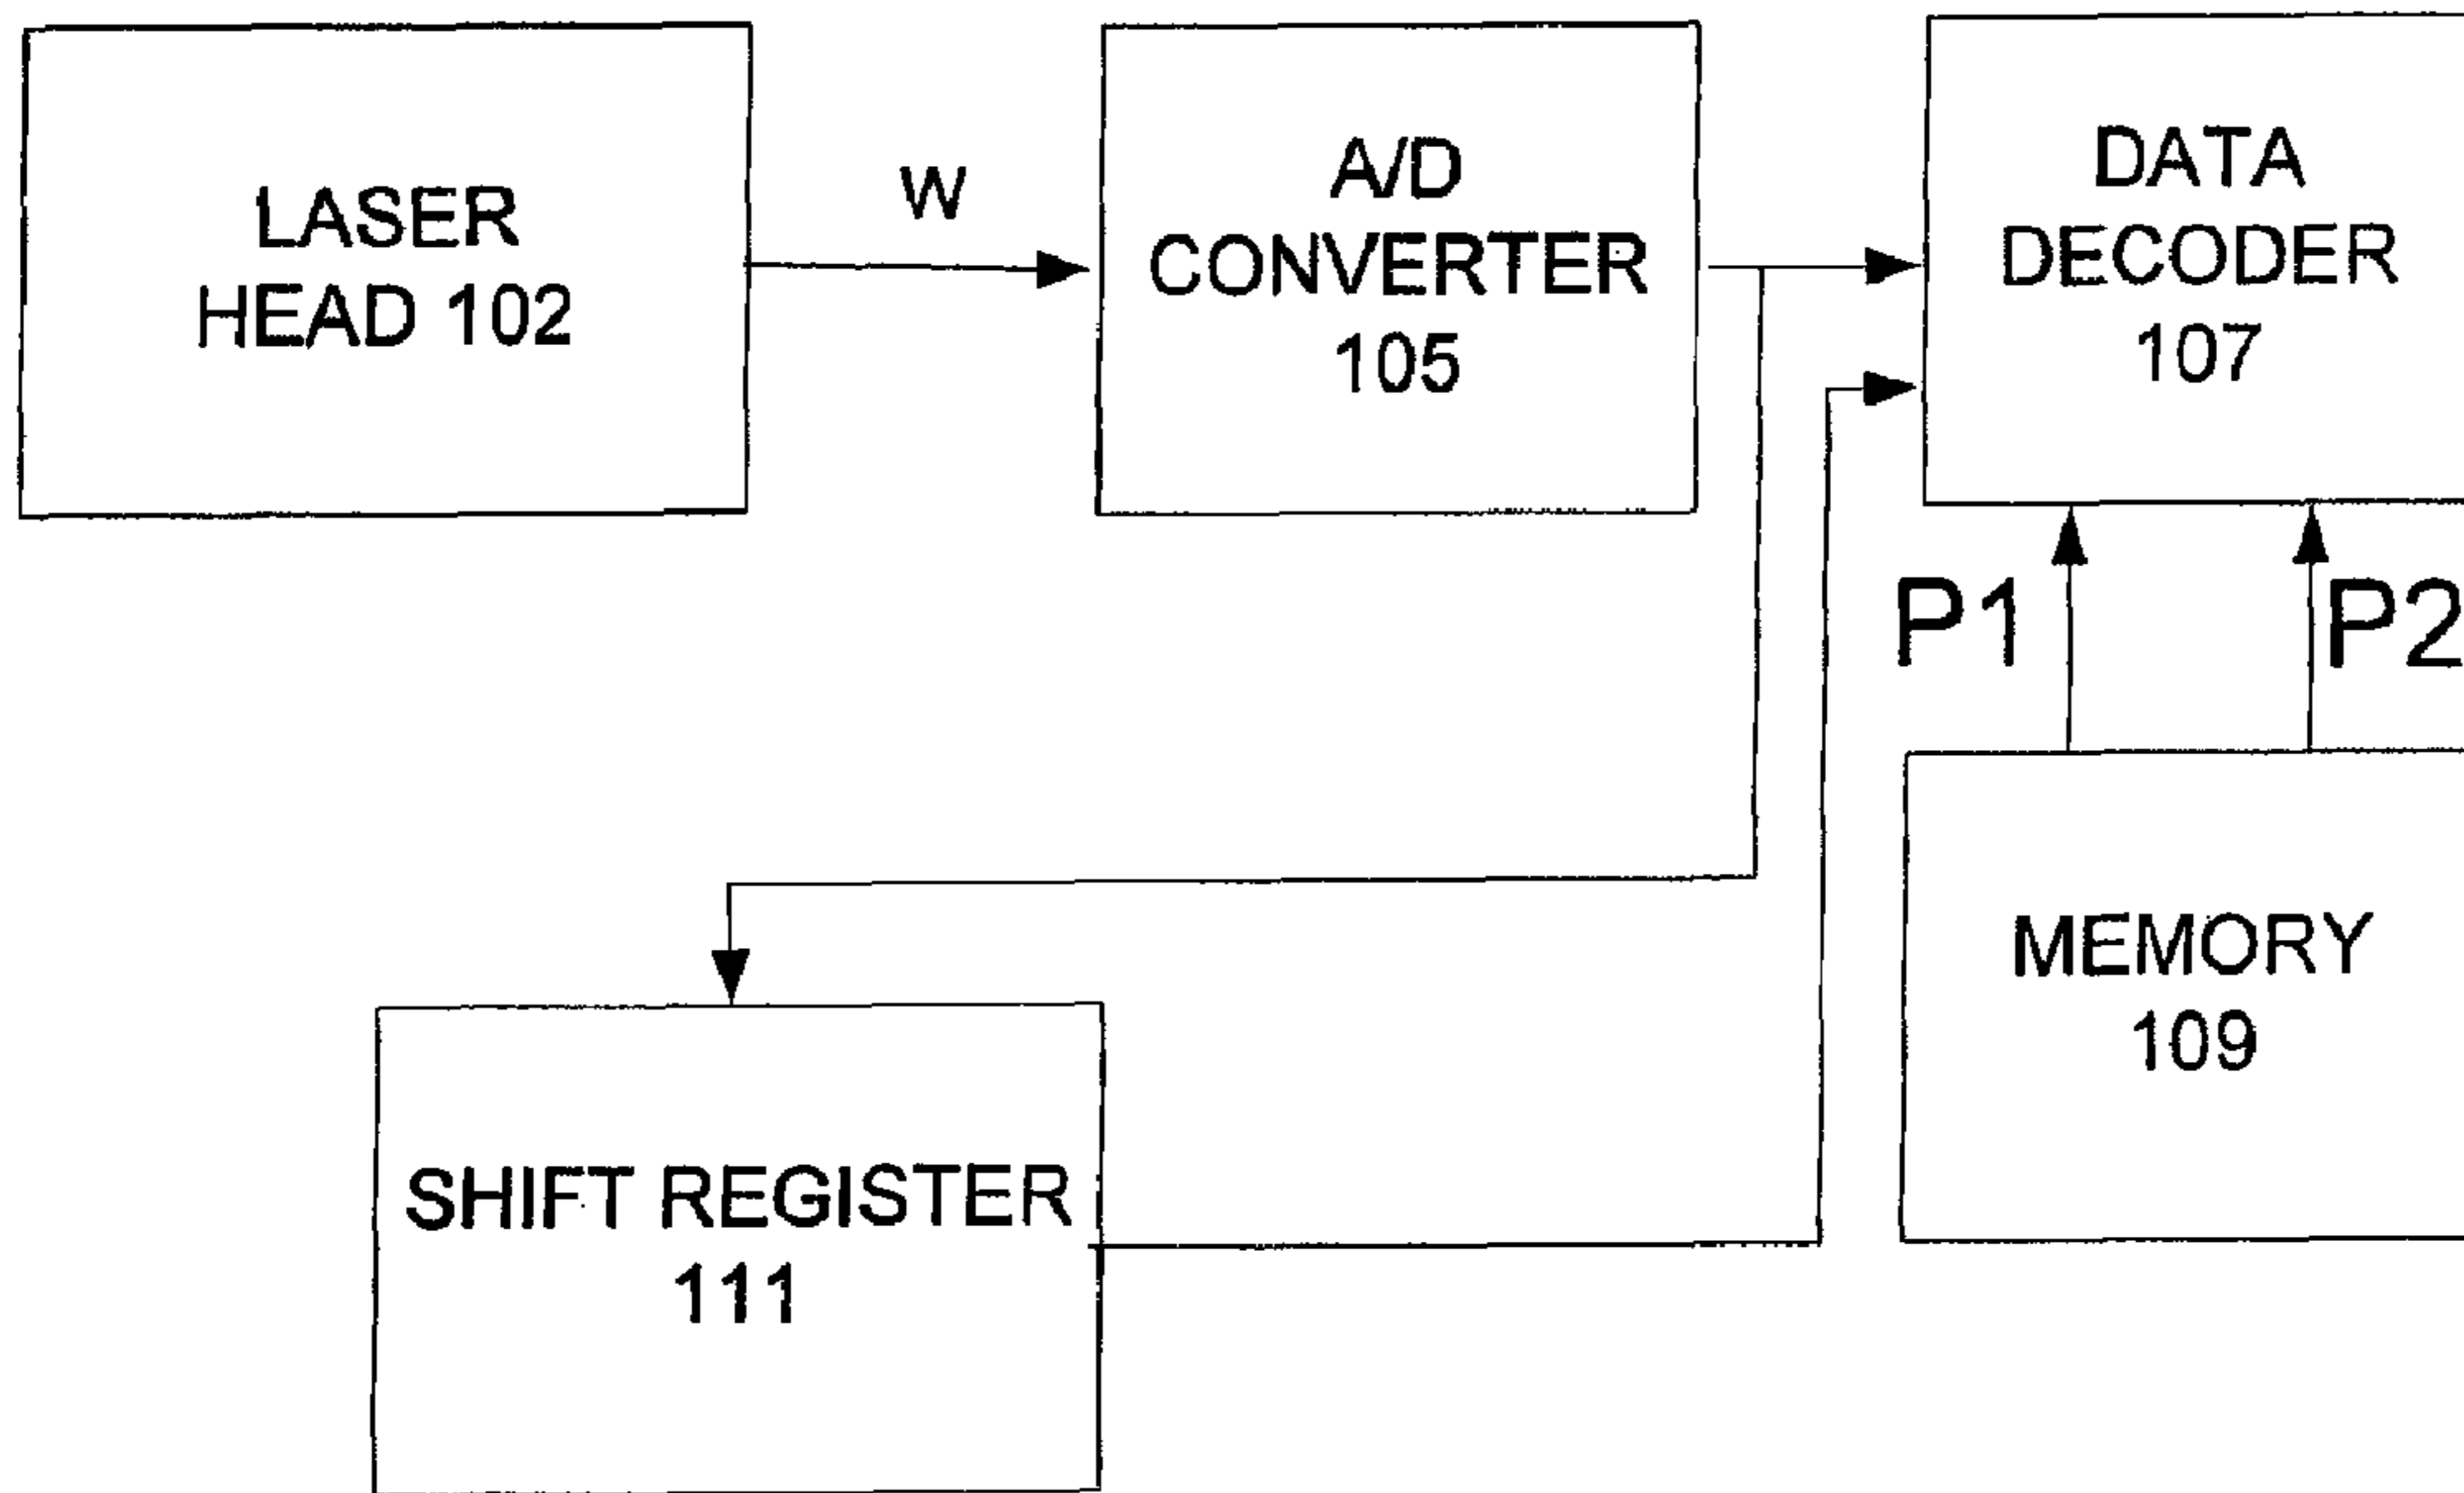 LASER
HEAD 102
W
A/D
CONVERTER
105
DATA
DECODER
107
P1
P2
MEMORY
109
SHIFT REGISTER
111